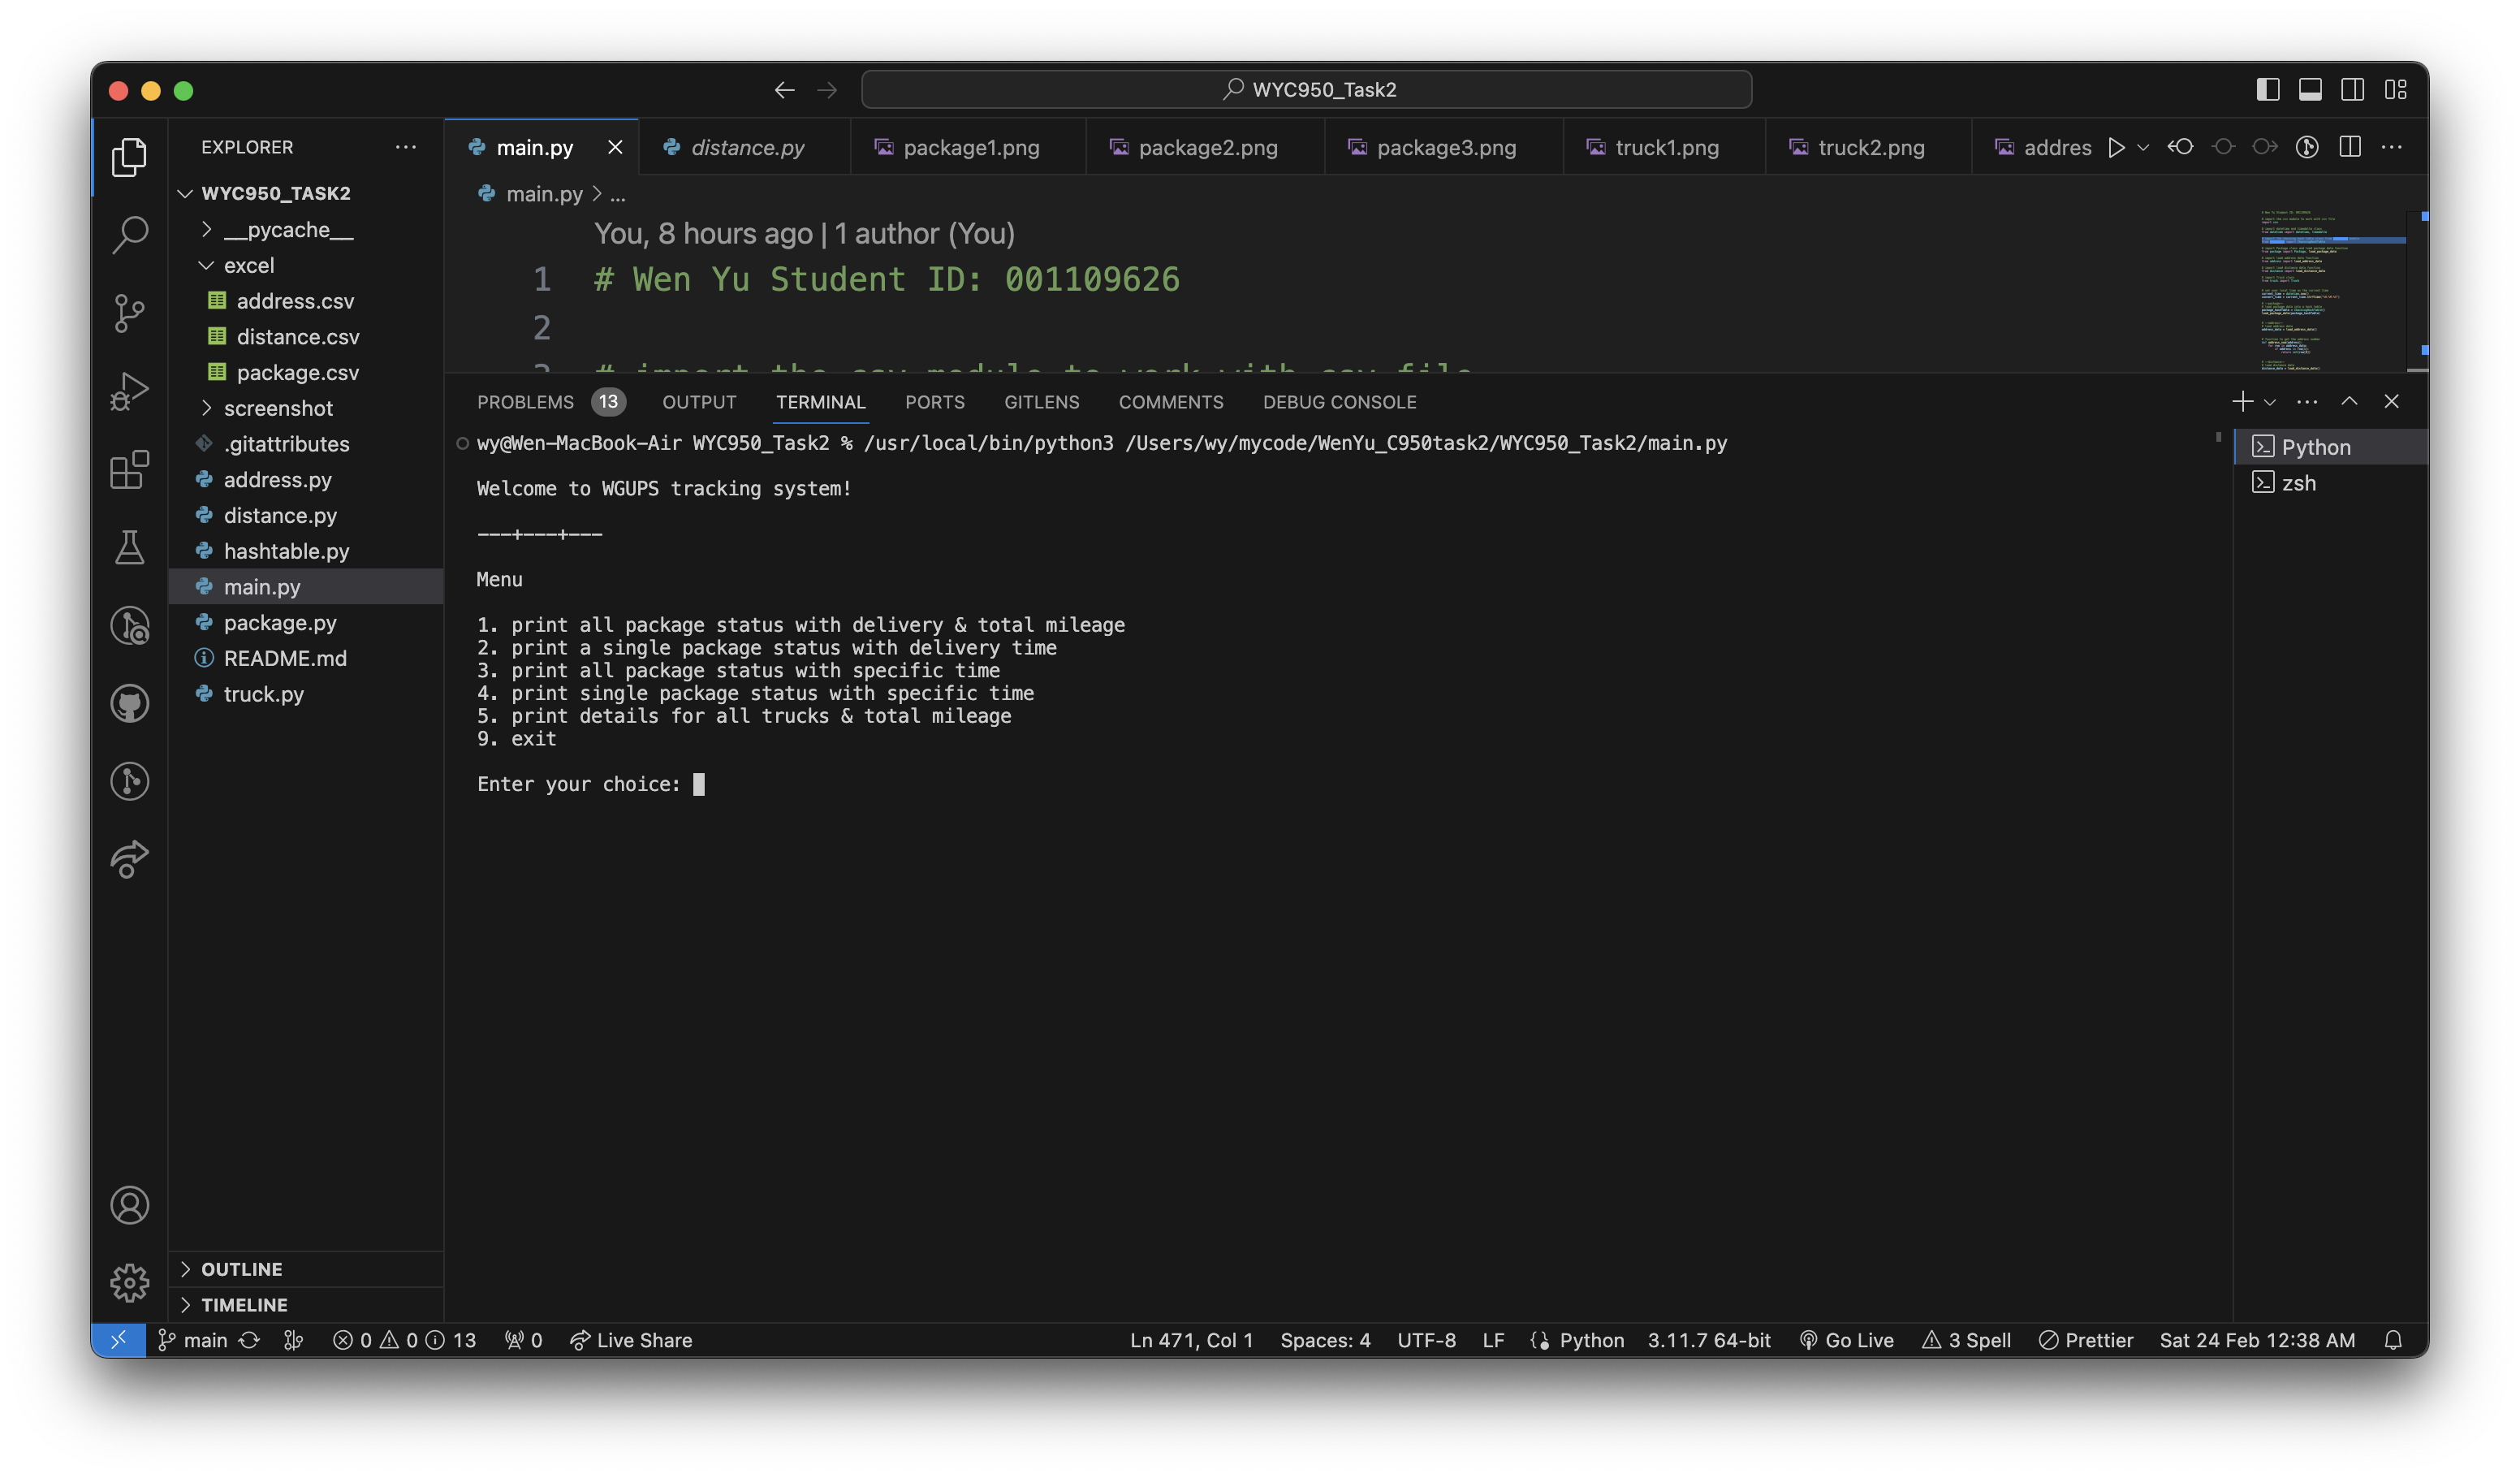 WYC950_Task2
EXPLORER
WYC950_TASK2
__pycache__
excel
address.csv
distance.csv
package.csv
screenshot
.gitattributes
address.py
distance.py
hashtable.py
main.py
package.py
README.md
truck.py
OUTLINE
TIMELINE
main.py distance.py package1.png package2.png package3.png truck1.png truck2.png addres
main.py > ...
You, 8 hours ago | 1 author (You)
1 # Wen Yu Student ID: 001109626
2
3 # import the csv module to work with csv file
PROBLEMS 13 OUTPUT TERMINAL PORTS GITLENS COMMENTS DEBUG CONSOLE
wy@Wen-MacBook-Air WYC950_Task2 % /usr/local/bin/python3 /Users/wy/mycode/WenYu_C950task2/WYC950_Task2/main.py
Welcome to WGUPS tracking system!
---+---+---
Menu
1. print all package status with delivery & total mileage
2. print a single package status with delivery time
3. print all package status with specific time
4. print single package status with specific time
5. print details for all trucks & total mileage
9. exit
Enter your choice:
Python
zsh
main 0 0 13 0 Live Share Ln 471, Col 1 Spaces: 4 UTF-8 LF Python 3.11.7 64-bit Go Live 3 Spell Prettier Sat 24 Feb 12:38 AM